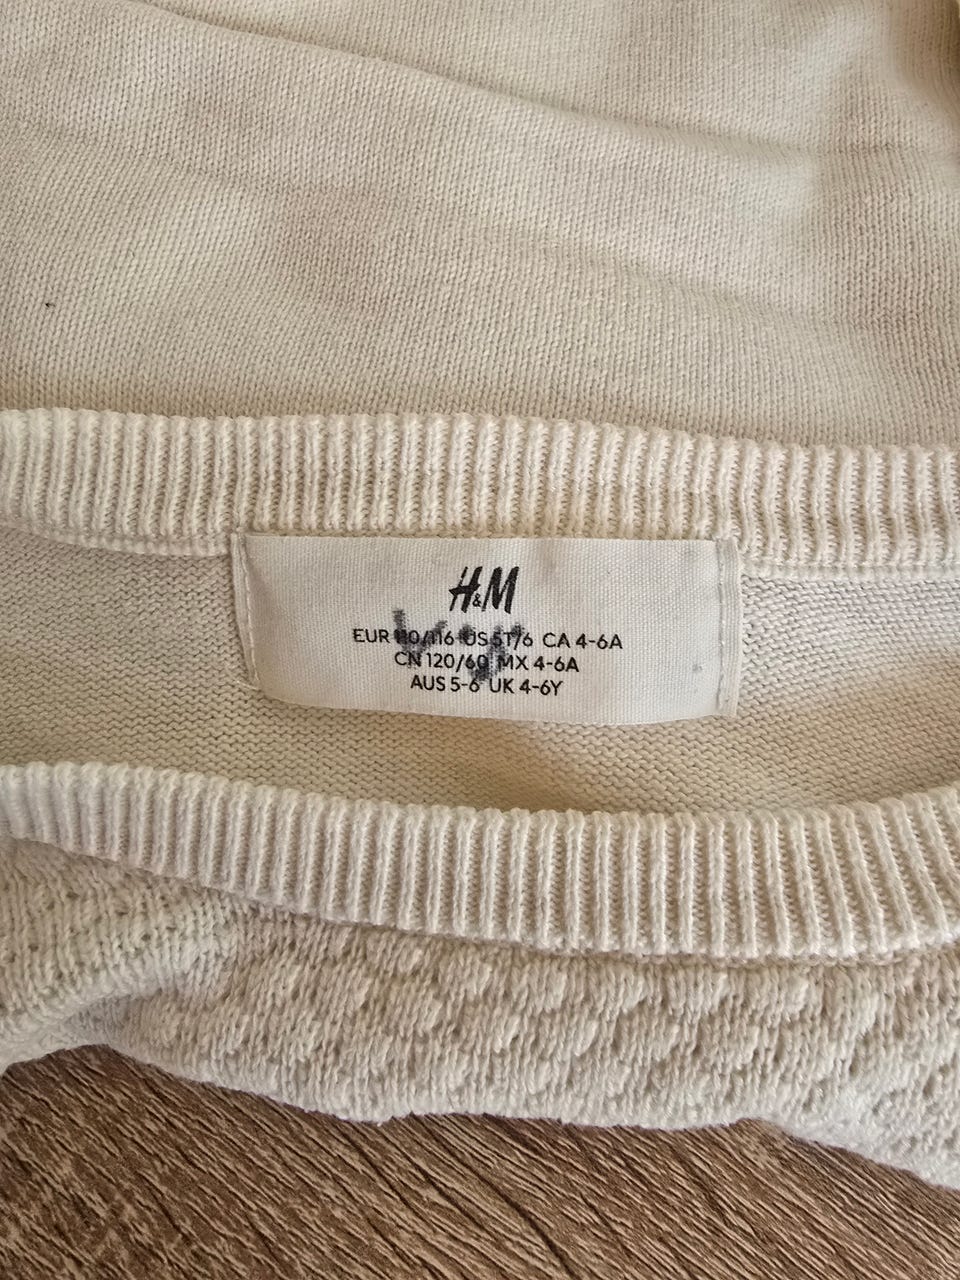 H&M
EUR 110/116 US 5T/6 CA 4-6A
CN 120/60 MX 4-6A
AUS 5-6 UK 4-6Y